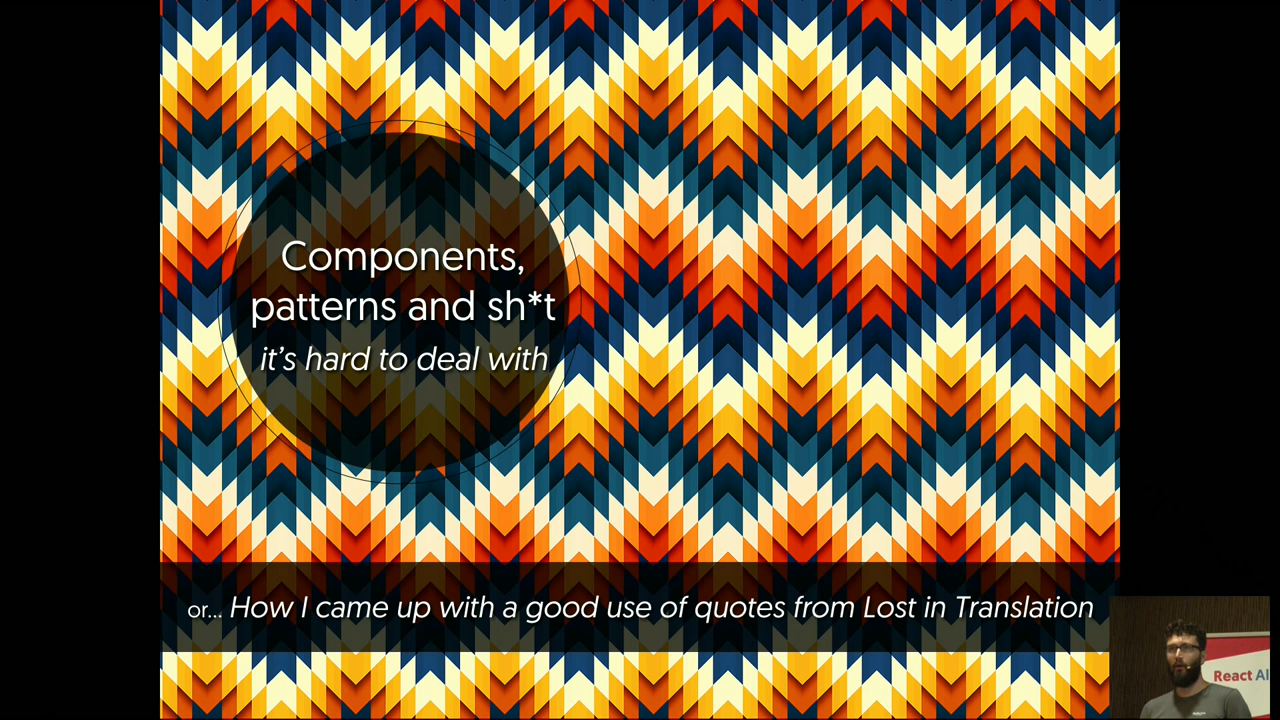 Components,
patterns and sh*t
it's hard to deal with
or... How I came up with a good use of quotes from Lost in Translation
React